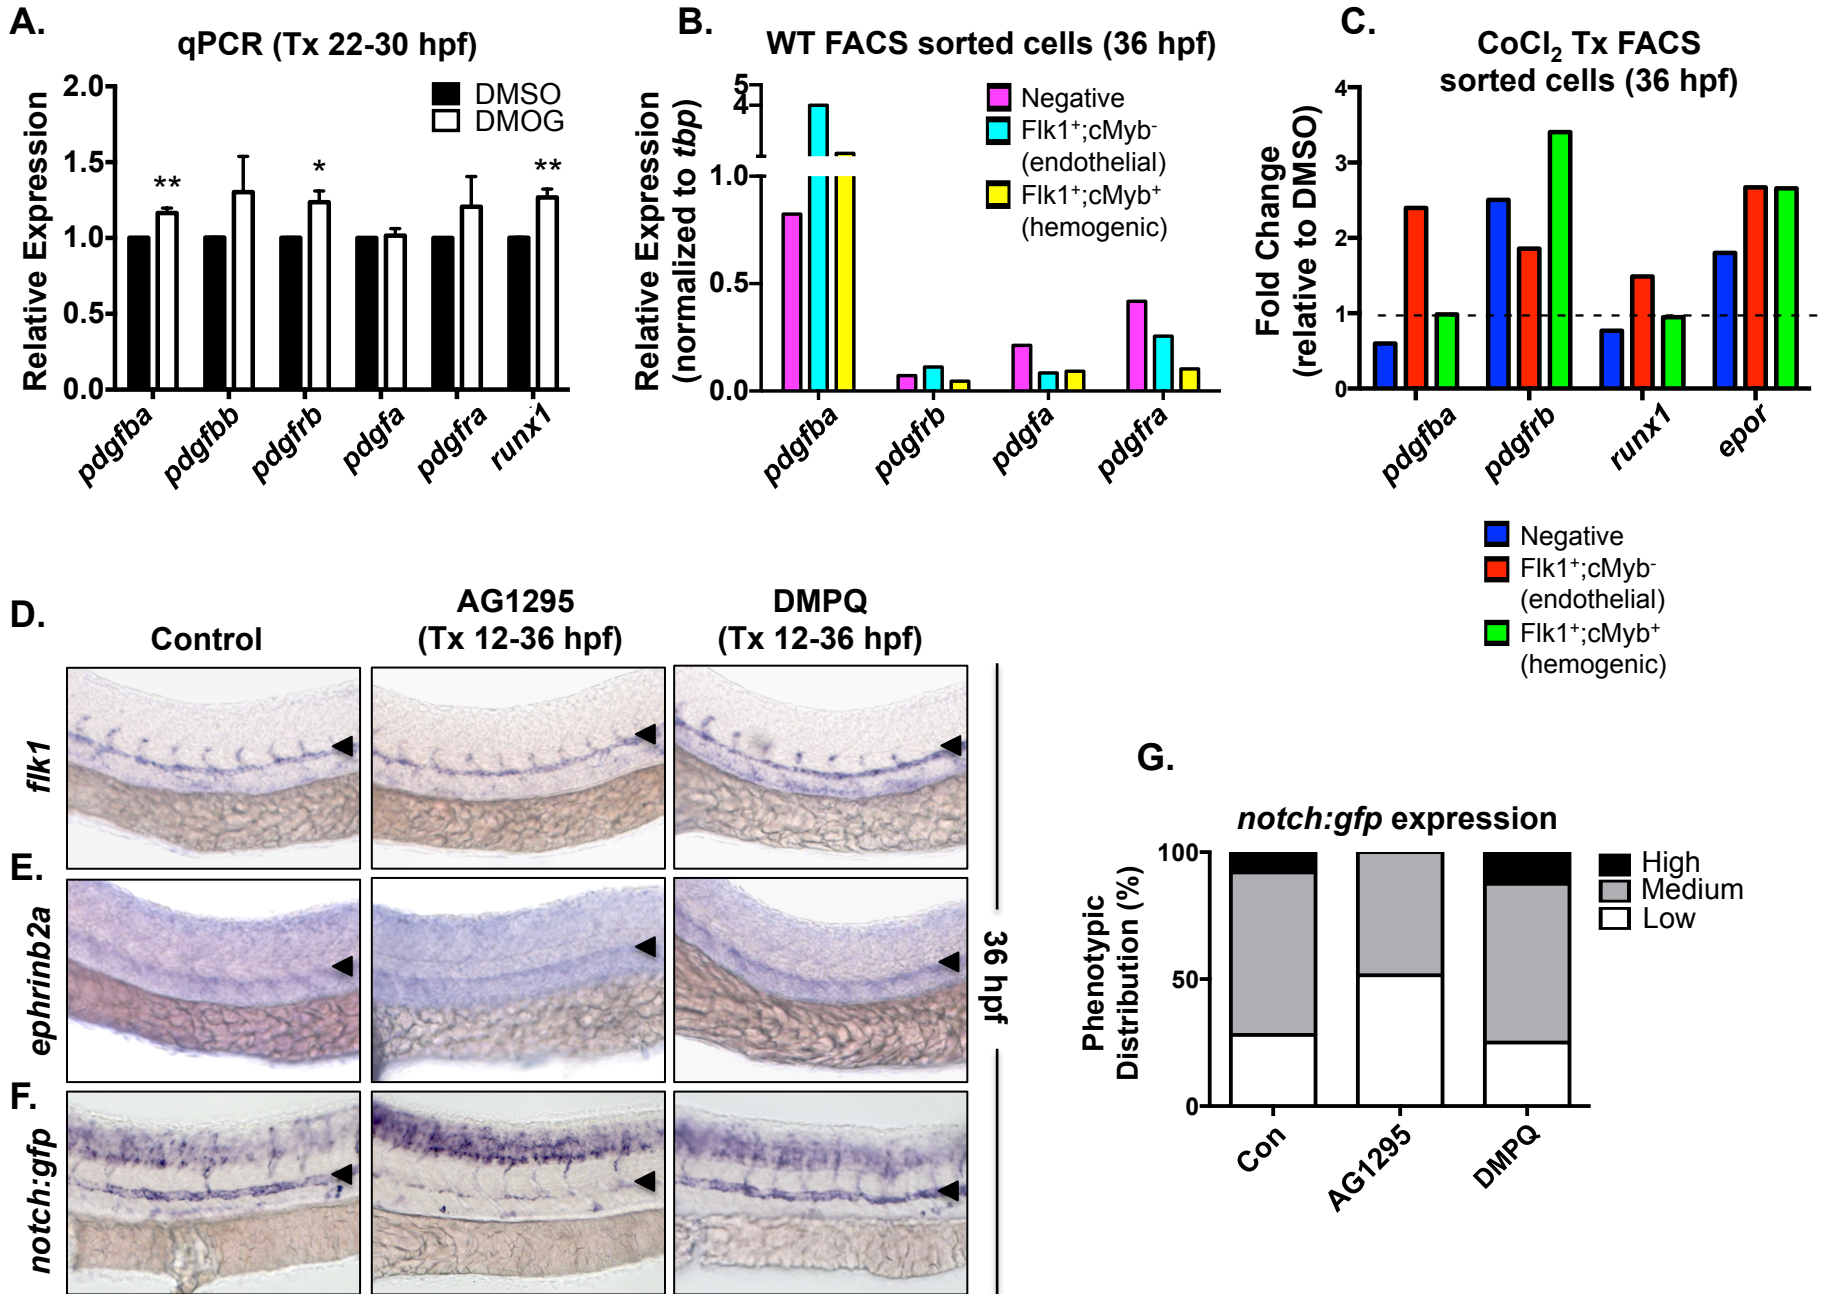 A.
qPCR (Tx 22-30 hpf)
Relative Expression
2.0
1.5
1.0
0.5
0.0
DMSO
DMOG
**
*
**
pdgfba
pdgfbb
pdgfrb
pdgfa
pdgfra
runx1
B.
WT FACS sorted cells (36 hpf)
Relative Expression
(normalized to tbp)
5
4
1.0
0.5
0.0
Negative
Flk1⁺;cMyb⁻
(endothelial)
Flk1⁺;cMyb⁺
(hemogenic)
pdgfba
pdgfrb
pdgfa
pdgfra
C.
CoCl₂ Tx FACS
sorted cells (36 hpf)
Fold Change
(relative to DMSO)
4
3
2
1
0
pdgfba
pdgfrb
runx1
epor
Negative
Flk1⁺;cMyb⁻
(endothelial)
Flk1⁺;cMyb⁺
(hemogenic)
D.
Control
AG1295
(Tx 12-36 hpf)
DMPQ
(Tx 12-36 hpf)
flk1
E.
ephrinb2a
F.
notch:gfp
36 hpf
G.
notch:gfp expression
Phenotypic
Distribution (%)
100
50
0
High
Medium
Low
Con
AG1295
DMPQ